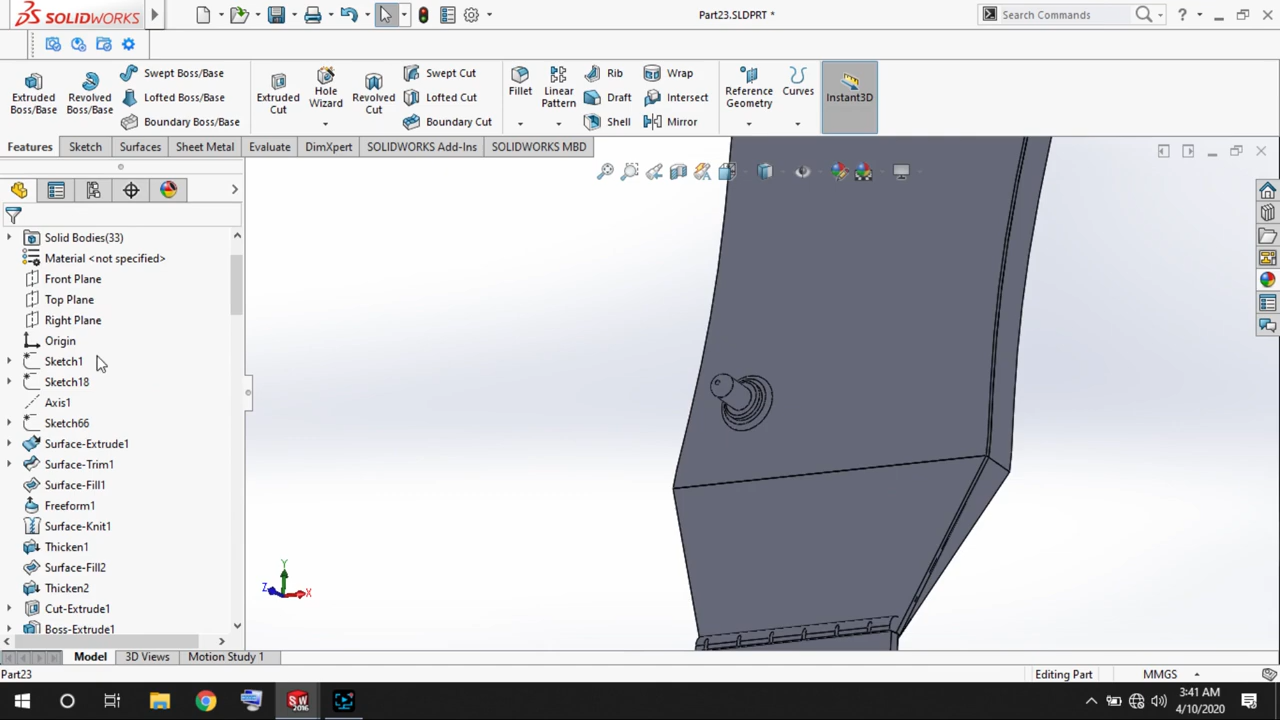 SOLIDWORKS
Part23.SLDPRT *
Search Commands
?
Extruded Boss/Base
Revolved Boss/Base
Swept Boss/Base
Lofted Boss/Base
Boundary Boss/Base
Extruded Cut
Hole Wizard
Revolved Cut
Swept Cut
Lofted Cut
Boundary Cut
Fillet
Linear Pattern
Rib
Draft
Shell
Wrap
Intersect
Mirror
Reference Geometry
Curves
Instant3D
Features
Sketch
Surfaces
Sheet Metal
Evaluate
DimXpert
SOLIDWORKS Add-Ins
SOLIDWORKS MBD
Solid Bodies(33)
Material <not specified>
Front Plane
Top Plane
Right Plane
Origin
Sketch1
Sketch18
Axis1
Sketch66
Surface-Extrude1
Surface-Trim1
Surface-Fill1
Freeform1
Surface-Knit1
Thicken1
Surface-Fill2
Thicken2
Cut-Extrude1
Boss-Extrude1
Y
Z
X
Model
3D Views
Motion Study 1
Part23
Editing Part
MMGS
SW
2016
3:41 AM
4/10/2020